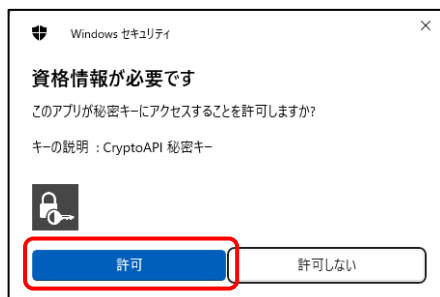 Windows セキュリティ
資格情報が必要です
このアプリが秘密キーにアクセスすることを許可しますか?
キーの説明 : CryptoAPI 秘密キー
許可
許可しない